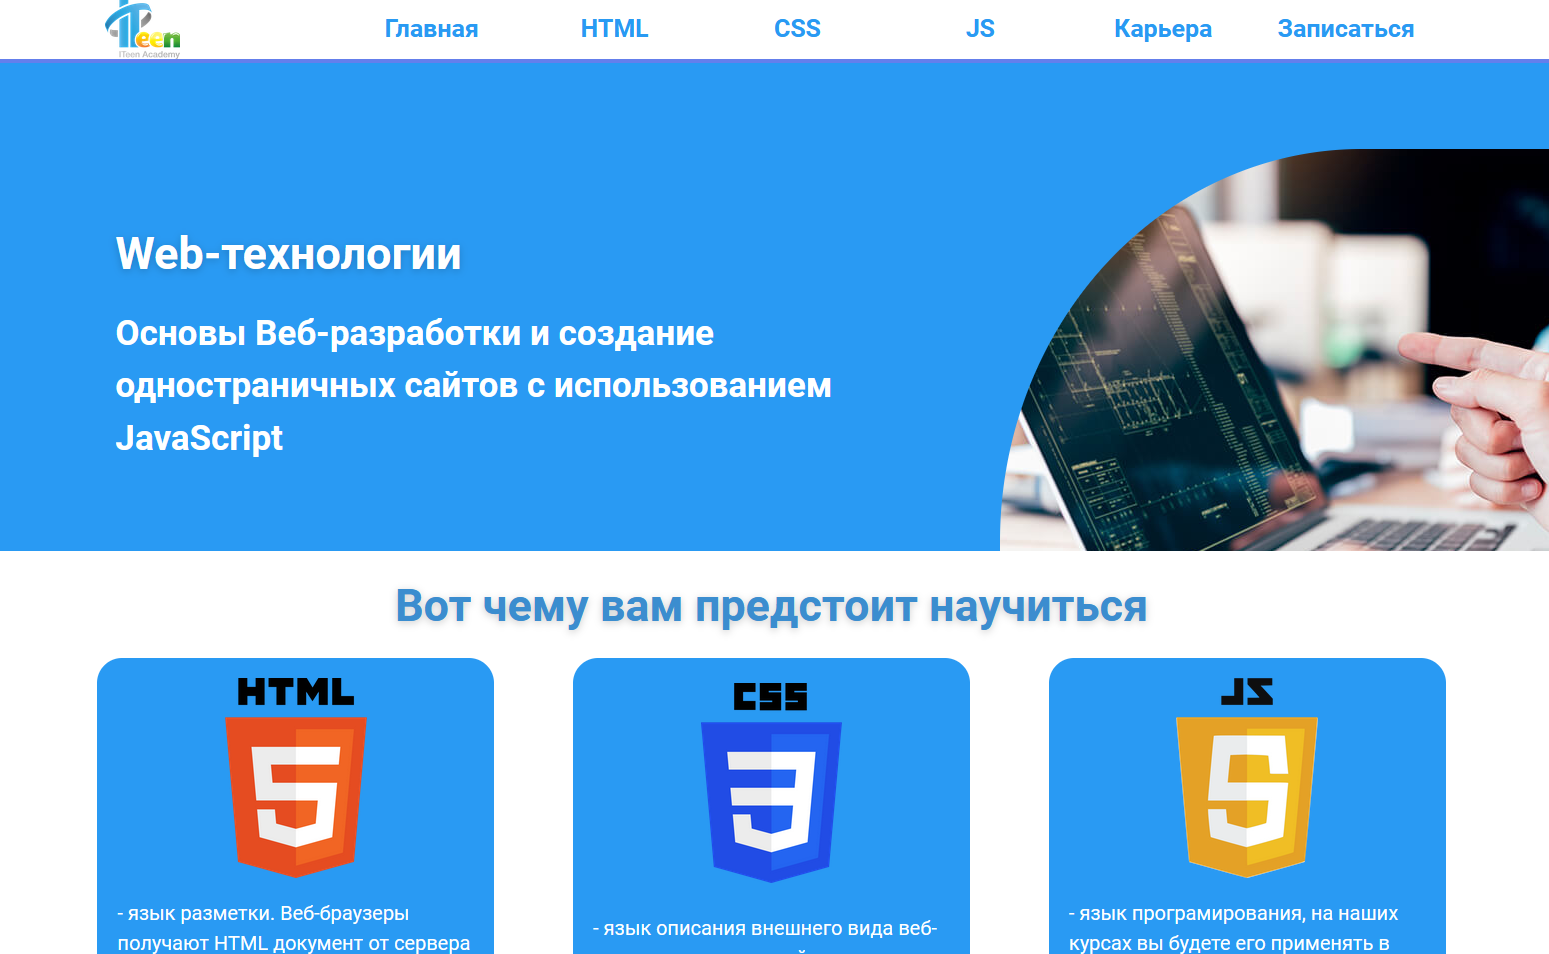 ITeen
ITeen Academy
Главная HTML CSS JS Карьера Записаться
Web-технологии
Основы Веб-разработки и создание
одностраничных сайтов с использованием
JavaScript
Вот чему вам предстоит научиться
HTML
5
- язык разметки. Веб-браузеры
получают HTML документ от сервера
CSS
3
- язык описания внешнего вида веб-
JS
- язык програмирования, на наших
курсах вы будете его применять в